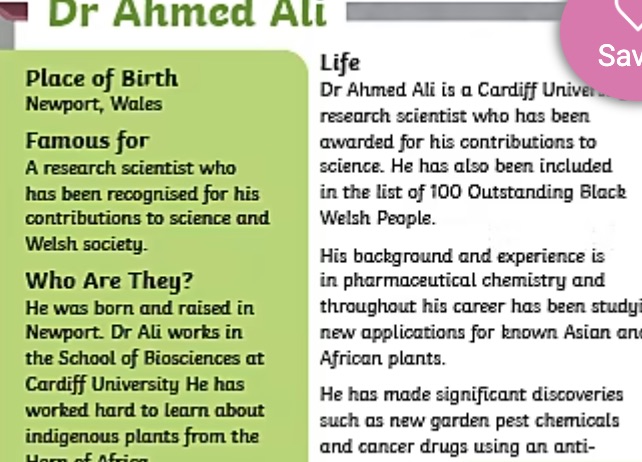 Dr Ahmed Ali
Sav
Place of Birth
Newport, Wales
Famous for
A research scientist who
has been recognised for his
contributions to science and
Welsh society.
Who Are They?
He was born and raised in
Newport. Dr Ali works in
the School of Biosciences at
Cardiff University He has
worked hard to learn about
indigenous plants from the
Horn of Africa
Life
Dr Ahmed Ali is a Cardiff Univer
research scientist who has been
awarded for his contributions to
science. He has also been included
in the list of 100 Outstanding Black
Welsh People.
His background and experience is
in pharmaceutical chemistry and
throughout his career has been studyi
new applications for known Asian and
African plants.
He has made significant discoveries
such as new garden pest chemicals
and cancer drugs using an anti-